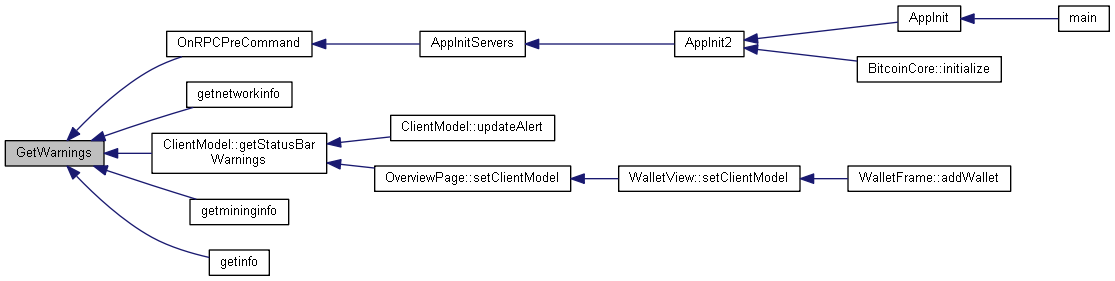 AppInit
main
OnRPCPreCommand
AppInitServers
AppInit2
BitcoinCore::initialize
getnetworkinfo
ClientModel::updateAlert
GetWarnings
ClientModel::getStatusBar
Warnings
OverviewPage::setClientModel
WalletView::setClientModel
WalletFrame::addWallet
getmininginfo
getinfo